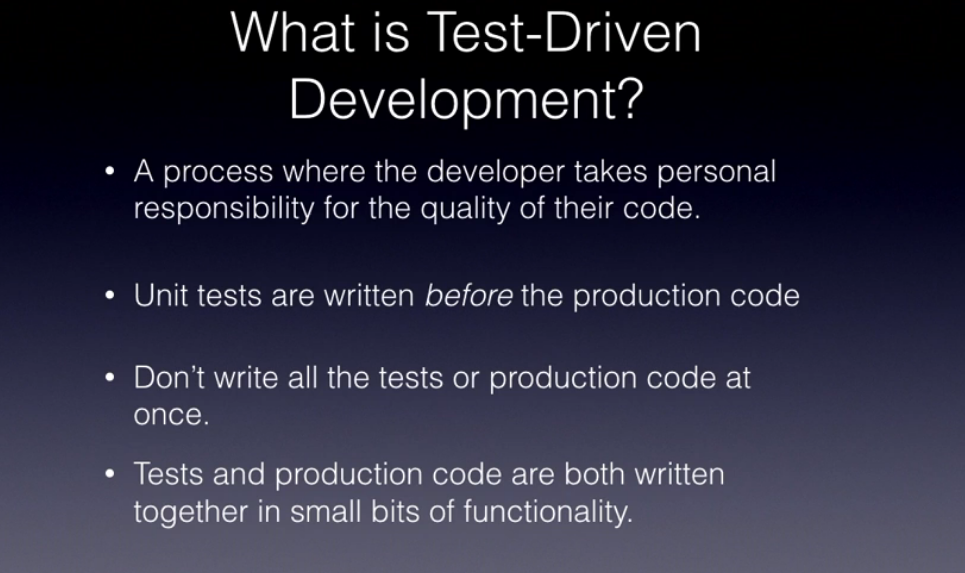 What is Test-Driven
Development?
• A process where the developer takes personal
responsibility for the quality of their code.
• Unit tests are written before the production code
• Don’t write all the tests or production code at
once.
• Tests and production code are both written
together in small bits of functionality.